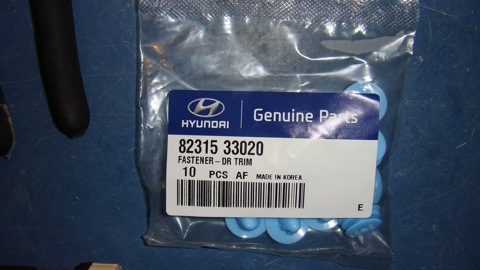 HYUNDAI
Genuine Parts
82315 33020
FASTENER - DR TRIM
10 PCS AF MADE IN KOREA
E